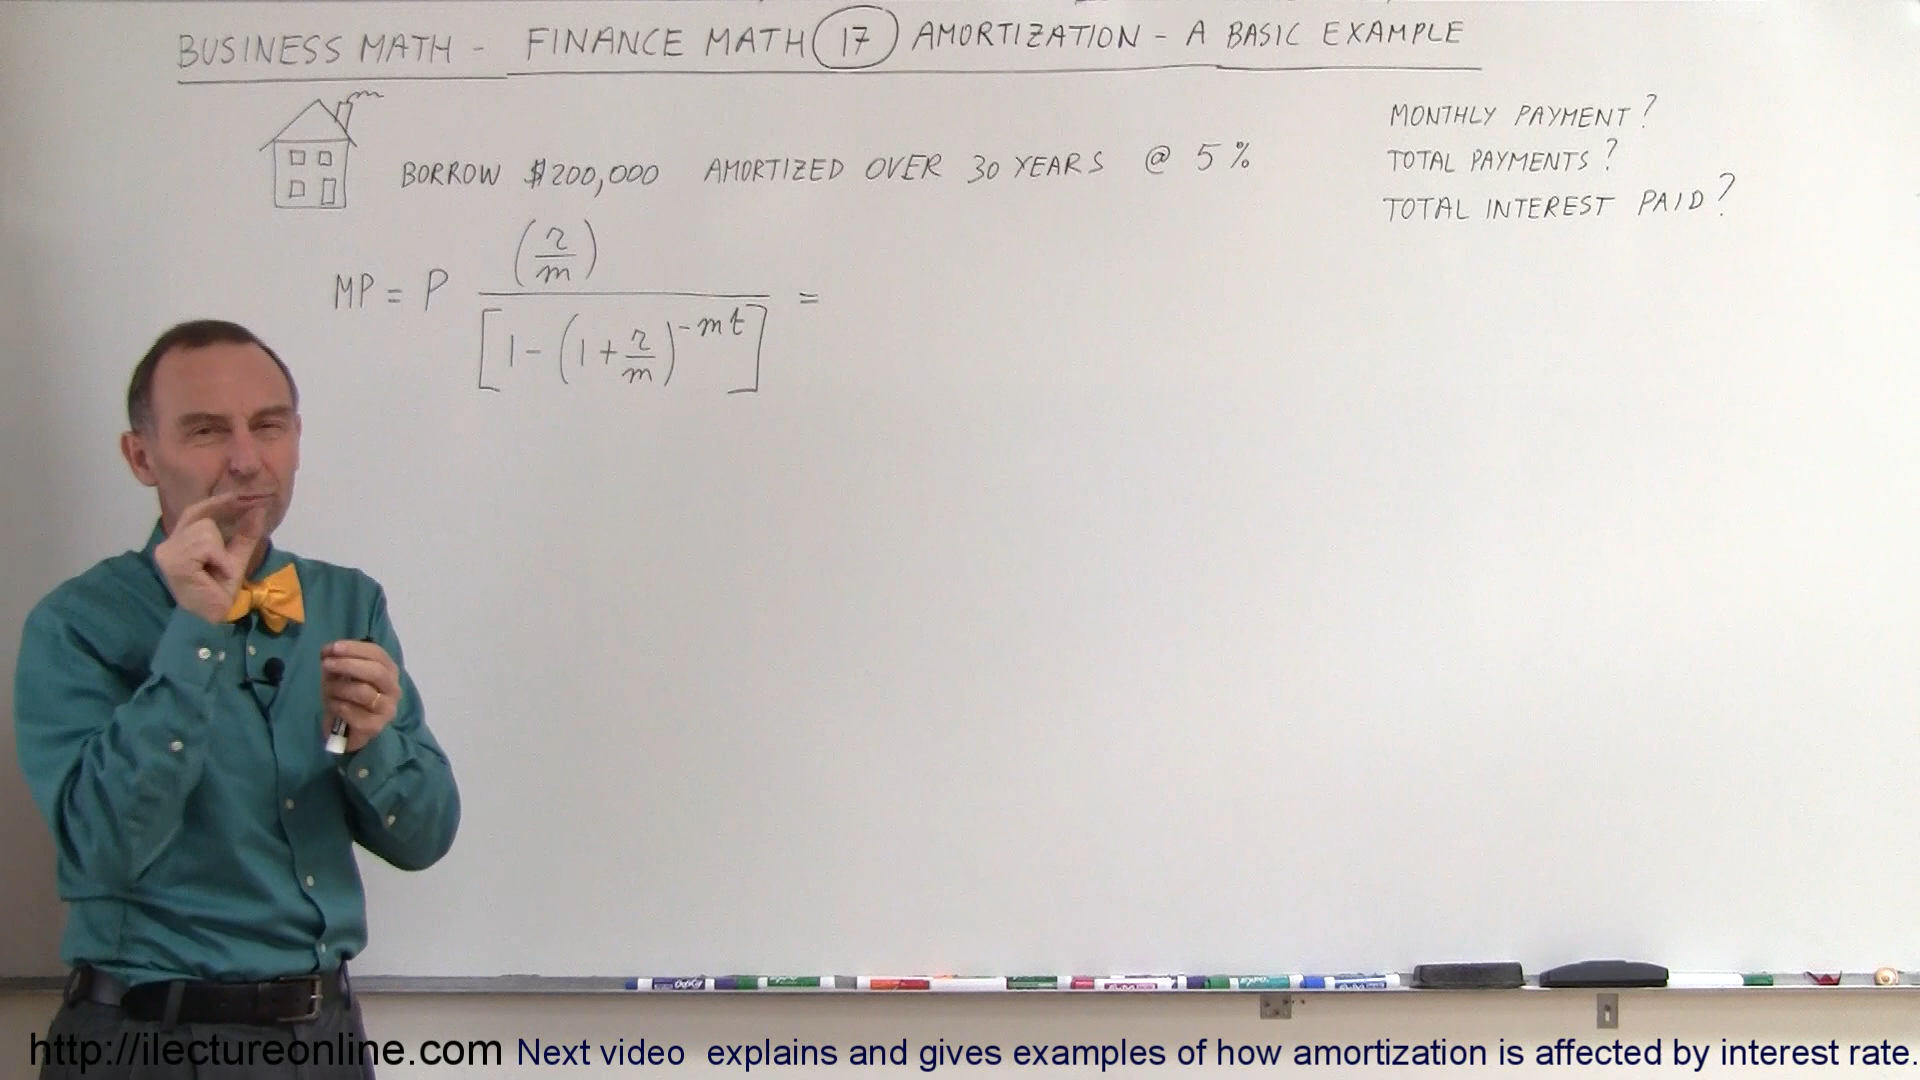 BUSINESS MATH - FINANCE MATH 17 AMORTIZATION - A BASIC EXAMPLE
MONTHLY PAYMENT?
TOTAL PAYMENTS?
TOTAL INTEREST PAID?
BORROW $200,000 AMORTIZED OVER 30 YEARS @ 5%
MP = P (r/m) / [1 - (1 + r/m)^-mt] =
http://ilectureonline.com Next video explains and gives examples of how amortization is affected by interest rate.